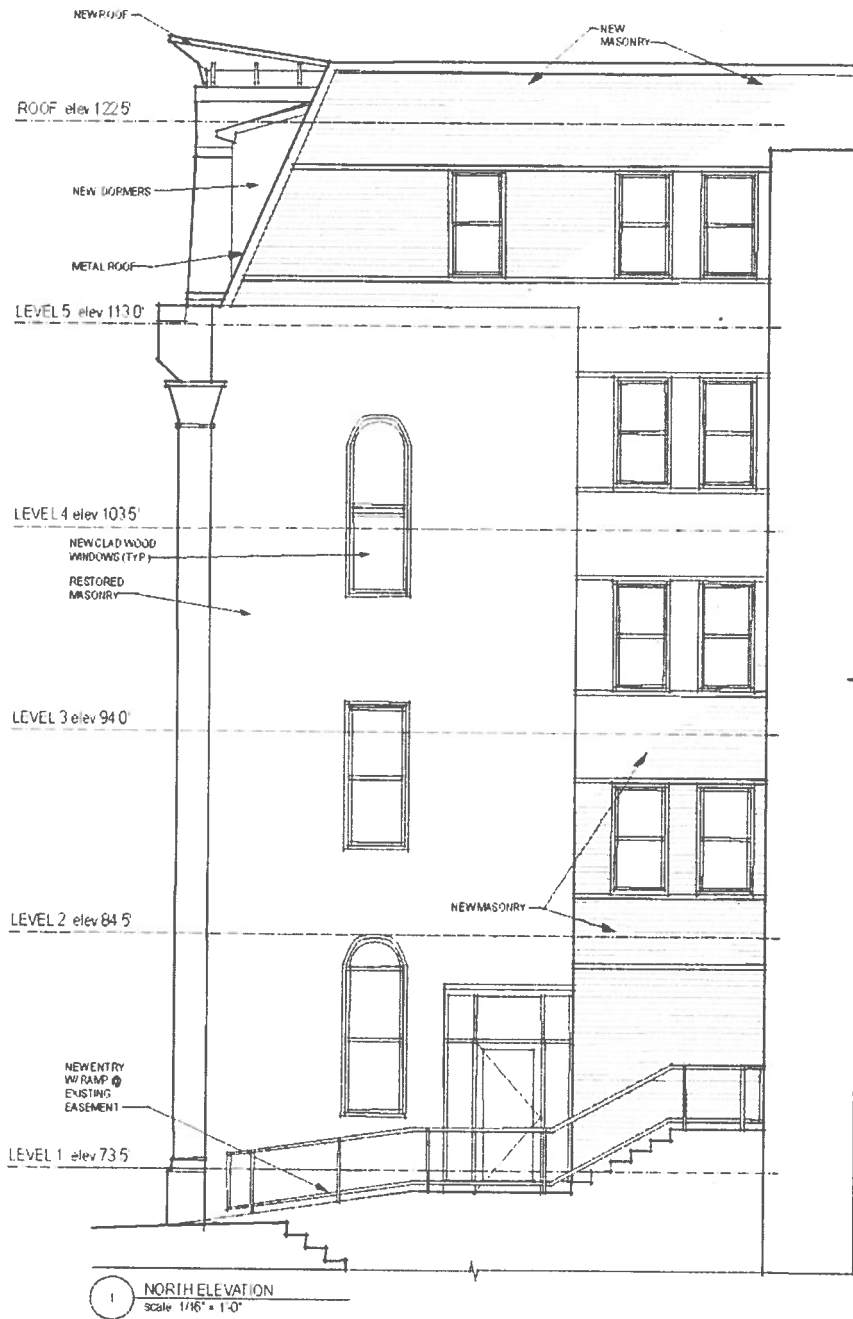 NEW ROOF
NEW
MASONRY
ROOF elev 122.5'
NEW DORMERS
METAL ROOF
LEVEL 5 elev 113.0'
LEVEL 4 elev 103.5'
NEW CLAD WOOD
WINDOWS (TYP)
RESTORED
MASONRY
LEVEL 3 elev 94.0'
NEW MASONRY
LEVEL 2 elev 84.5'
NEW ENTRY
W/ RAMP @
EXISTING
EASEMENT
LEVEL 1 elev 73.5'
1
NORTH ELEVATION
scale 1/16" = 1'-0"